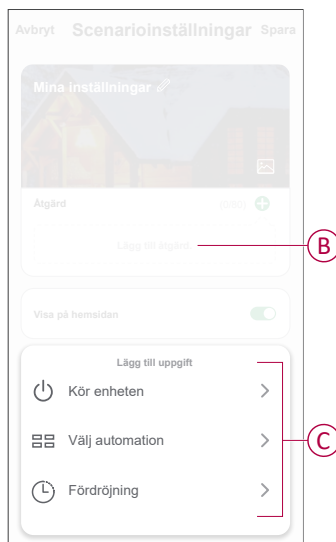 Avbryt Scenarioinställningar Spara
Mina inställningar
Åtgärd (0/90)
Lägg till åtgärd
B
Visa på hemsidan
Lägg till uppgift
Kör enheten
Välj automation
C
Fördröjning